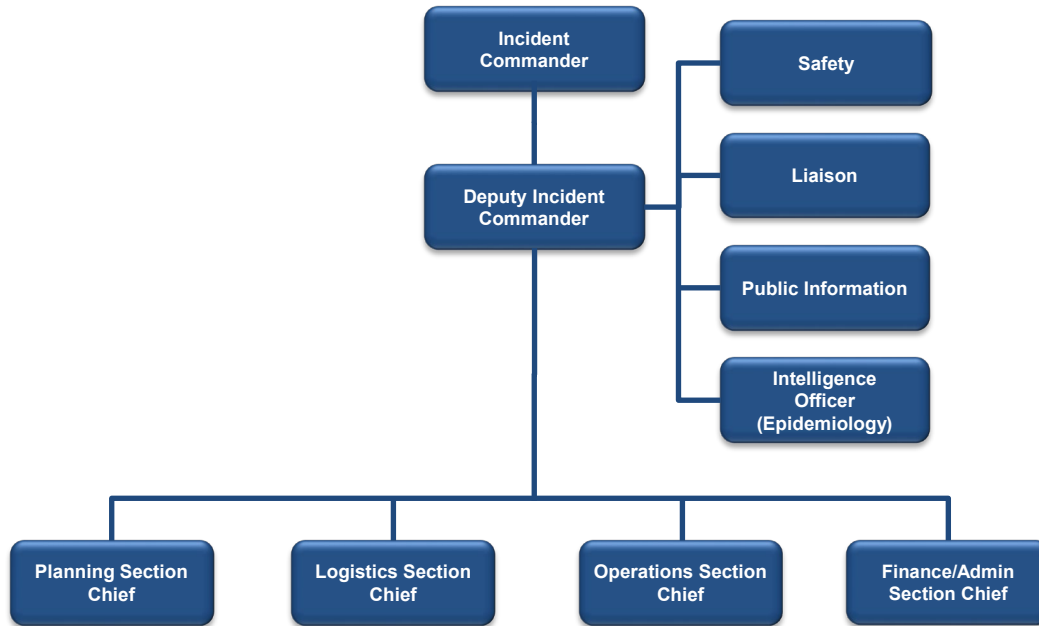 Incident
Commander
Safety
Liaison
Deputy Incident
Commander
Public Information
Intelligence
Officer
(Epidemiology)
Planning Section
Chief
Logistics Section
Chief
Operations Section
Chief
Finance/Admin
Section Chief